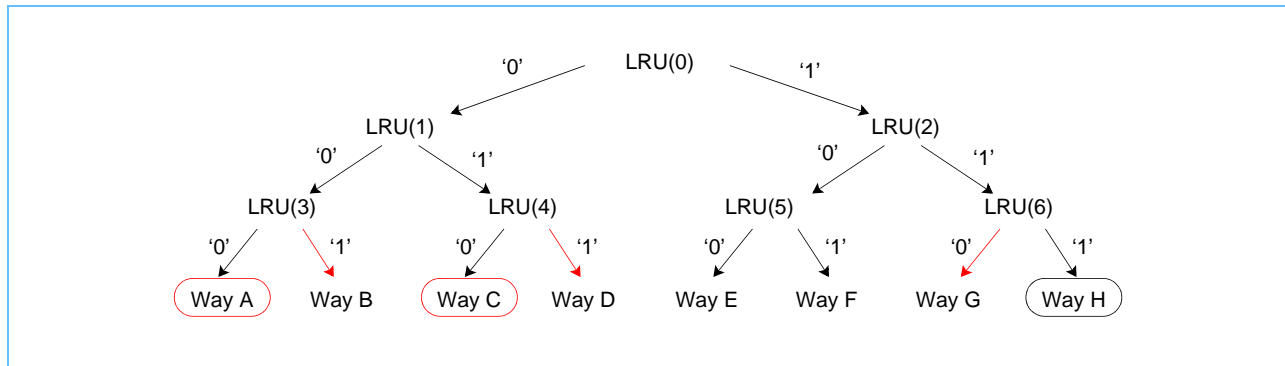 LRU(0)
‘0’ ‘1’
LRU(1) LRU(2)
‘0’ ‘1’ ‘0’ ‘1’
LRU(3) LRU(4) LRU(5) LRU(6)
‘0’ ‘1’ ‘0’ ‘1’ ‘0’ ‘1’ ‘0’ ‘1’
Way A Way B Way C Way D Way E Way F Way G Way H